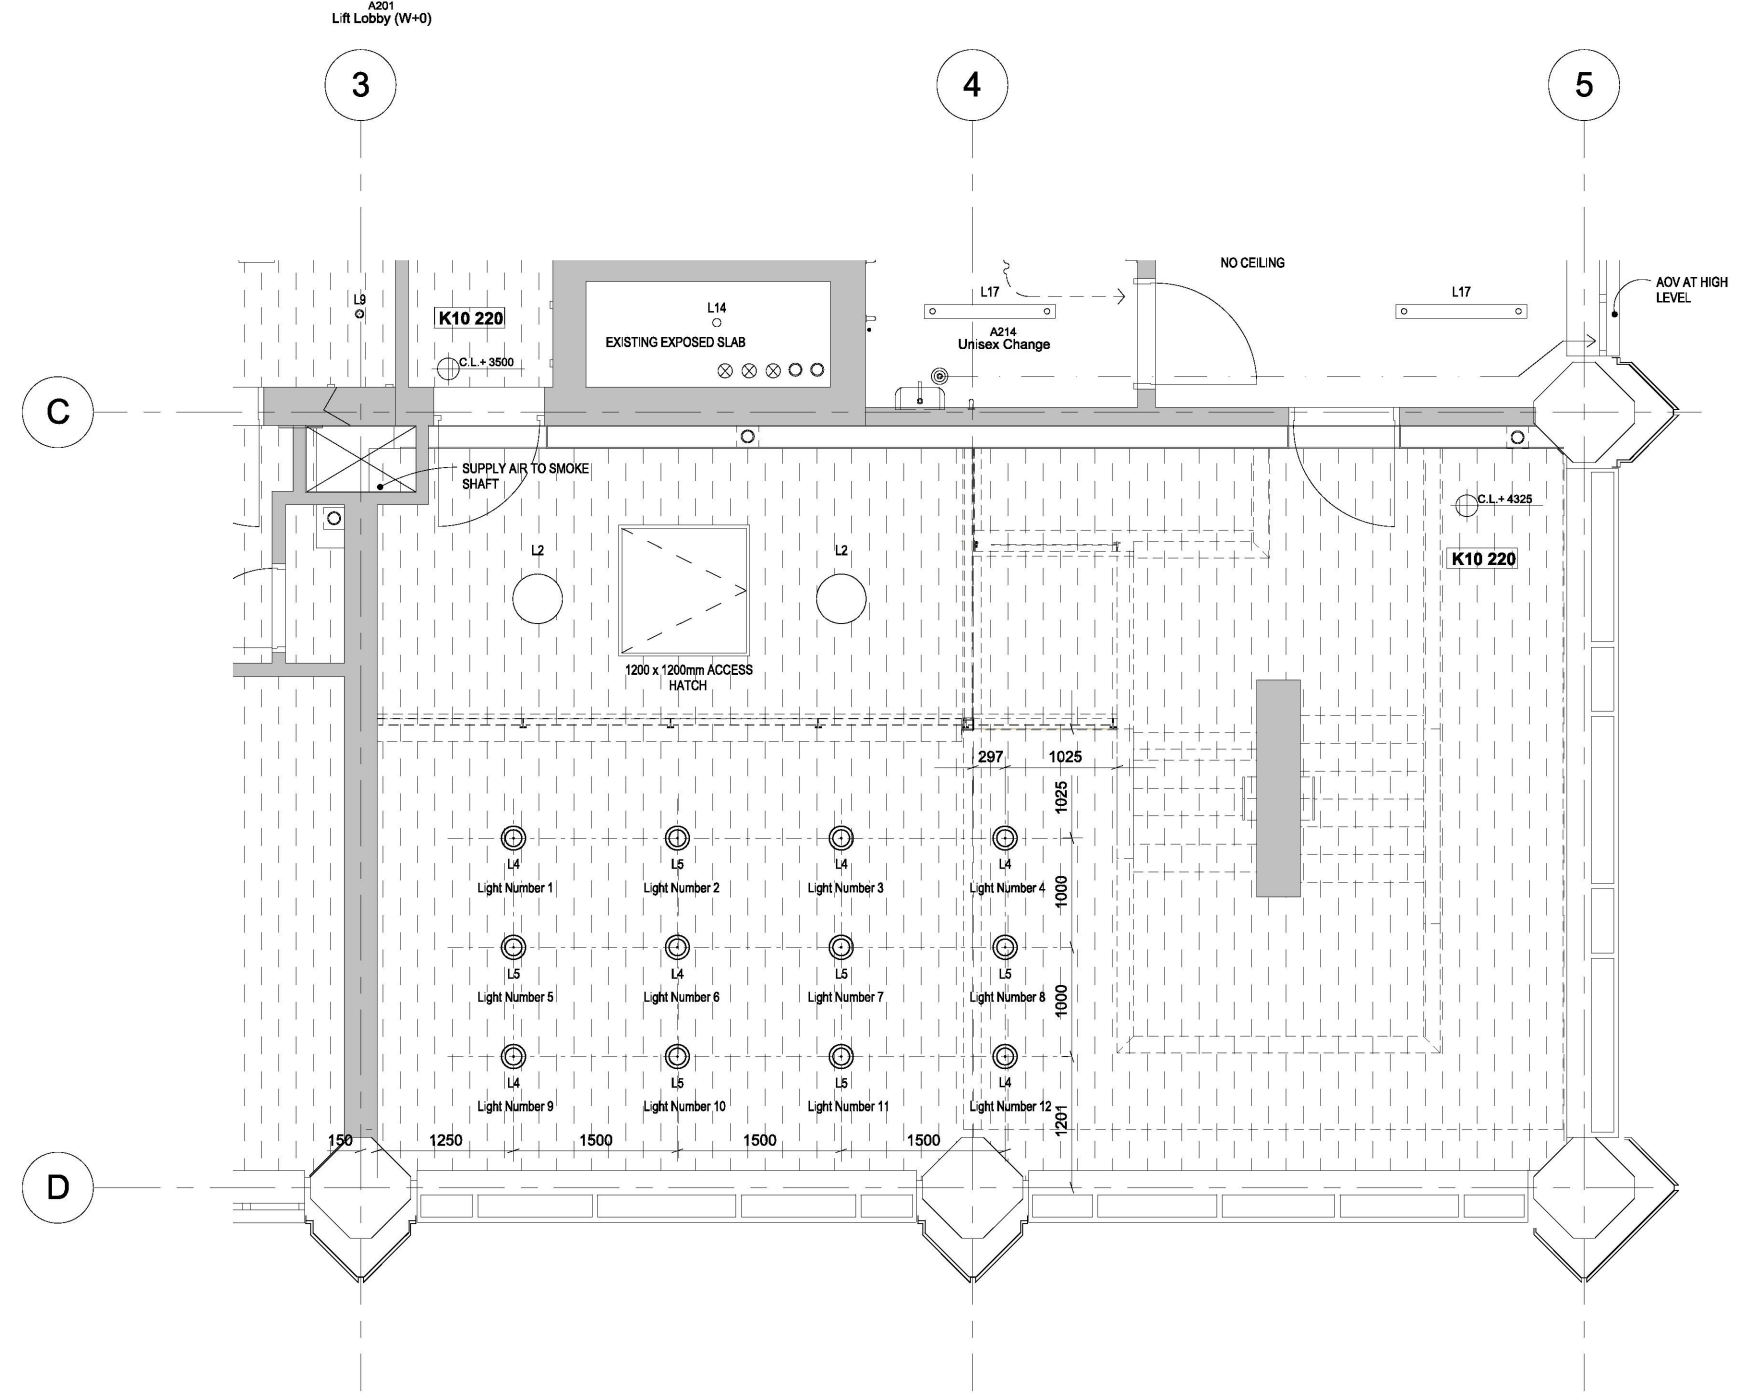 A201
Lift Lobby (W+0)
3
4
5
NO CEILING
AOV AT HIGH
LEVEL
L9
L14
L17
L17
K10 220
A214
Unisex Change
EXISTING EXPOSED SLAB
C.L.+ 3500
C
SUPPLY AIR TO SMOKE
SHAFT
C.L.+ 4325
L2
L2
K10 220
1200 x 1200mm ACCESS
HATCH
297
1025
1025
L4
L5
L4
L4
Light Number 1
Light Number 2
Light Number 3
Light Number 4
1000
L5
L4
L5
L5
Light Number 5
Light Number 6
Light Number 7
Light Number 8
1000
L4
L5
L5
L4
Light Number 9
Light Number 10
Light Number 11
Light Number 12
1201
150
1250
1500
1500
1500
D